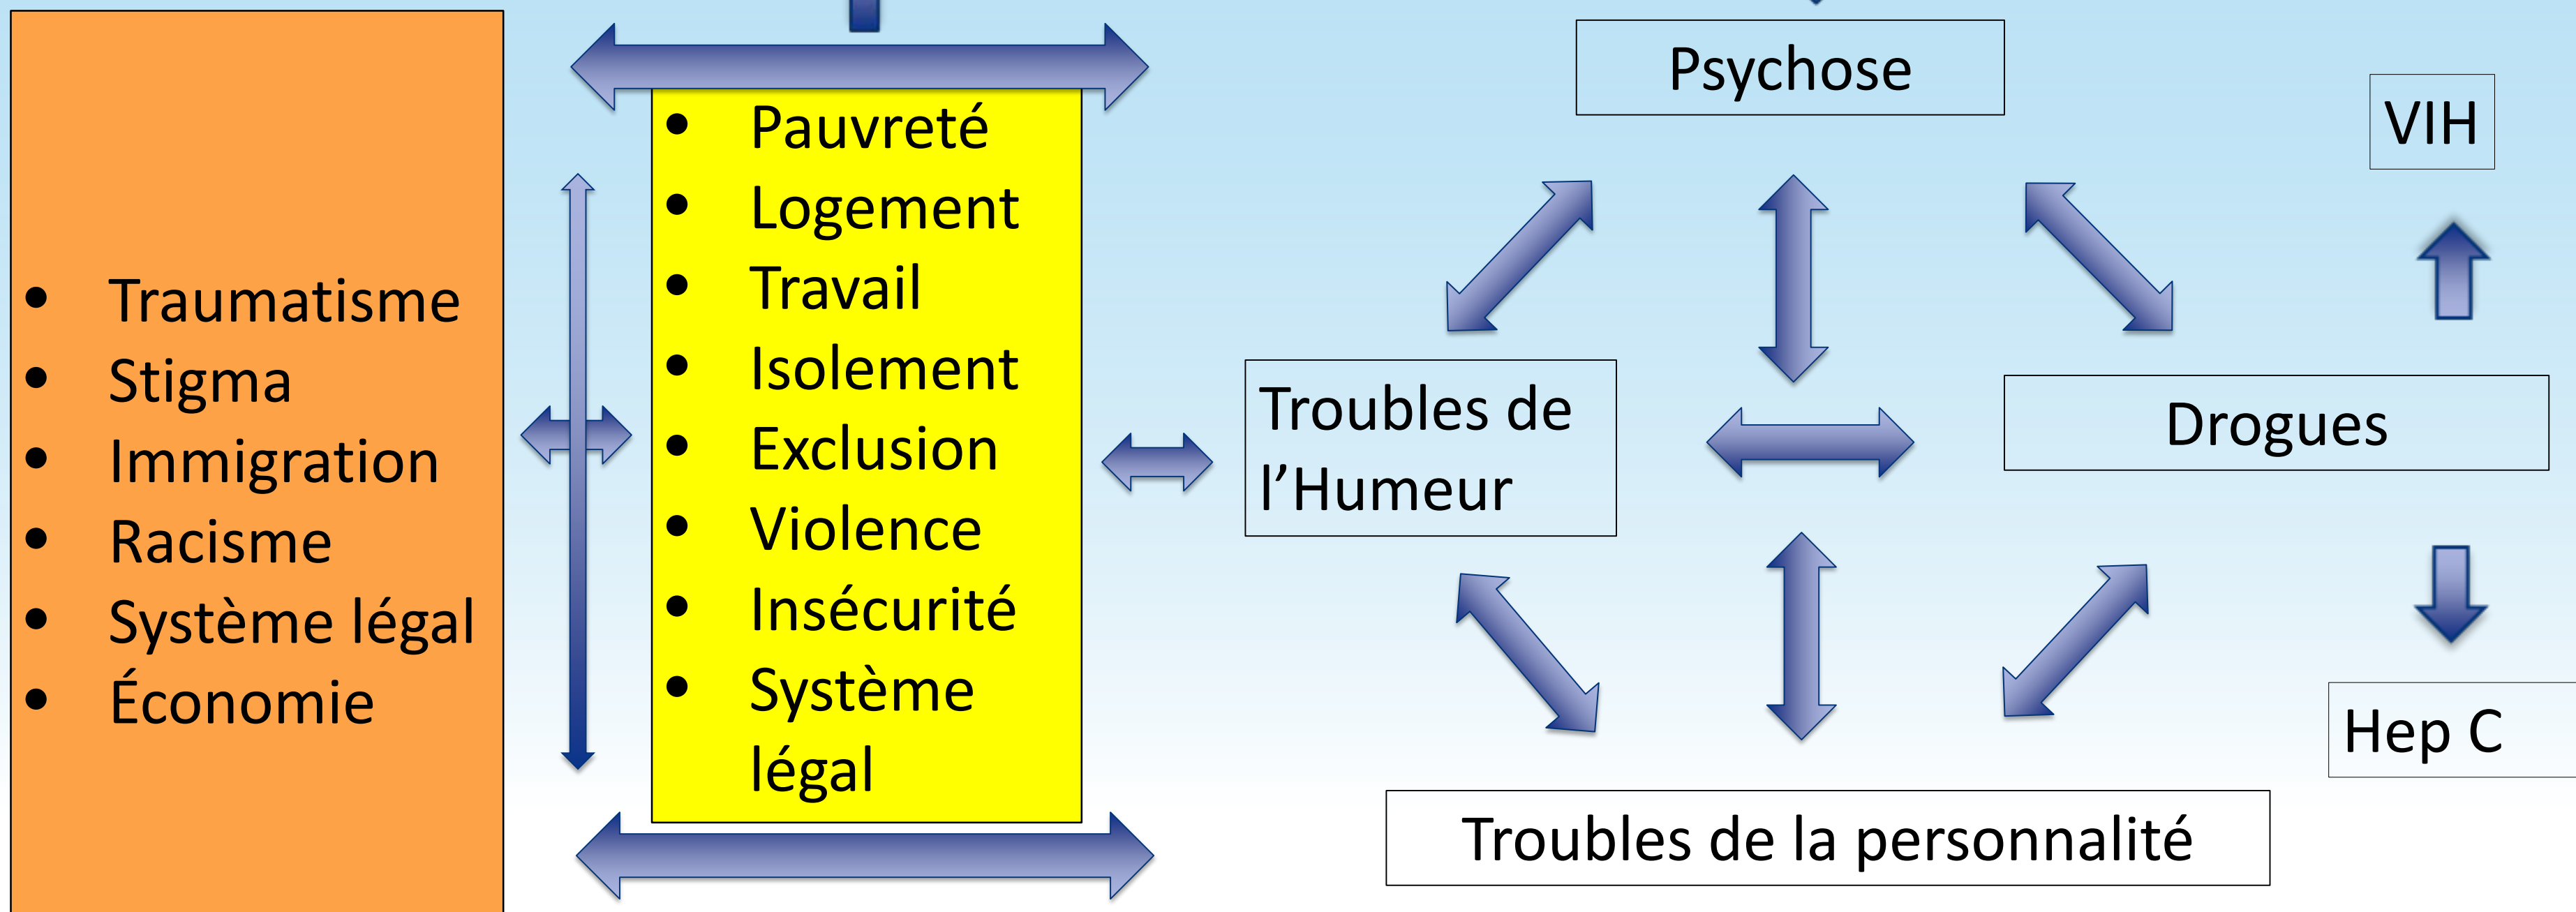 • Traumatisme
• Stigma
• Immigration
• Racisme
• Système légal
• Économie
• Pauvreté
• Logement
• Travail
• Isolement
• Exclusion
• Violence
• Insécurité
• Système
légal
Psychose
VIH
Troubles de
l’Humeur
Drogues
Hep C
Troubles de la personnalité